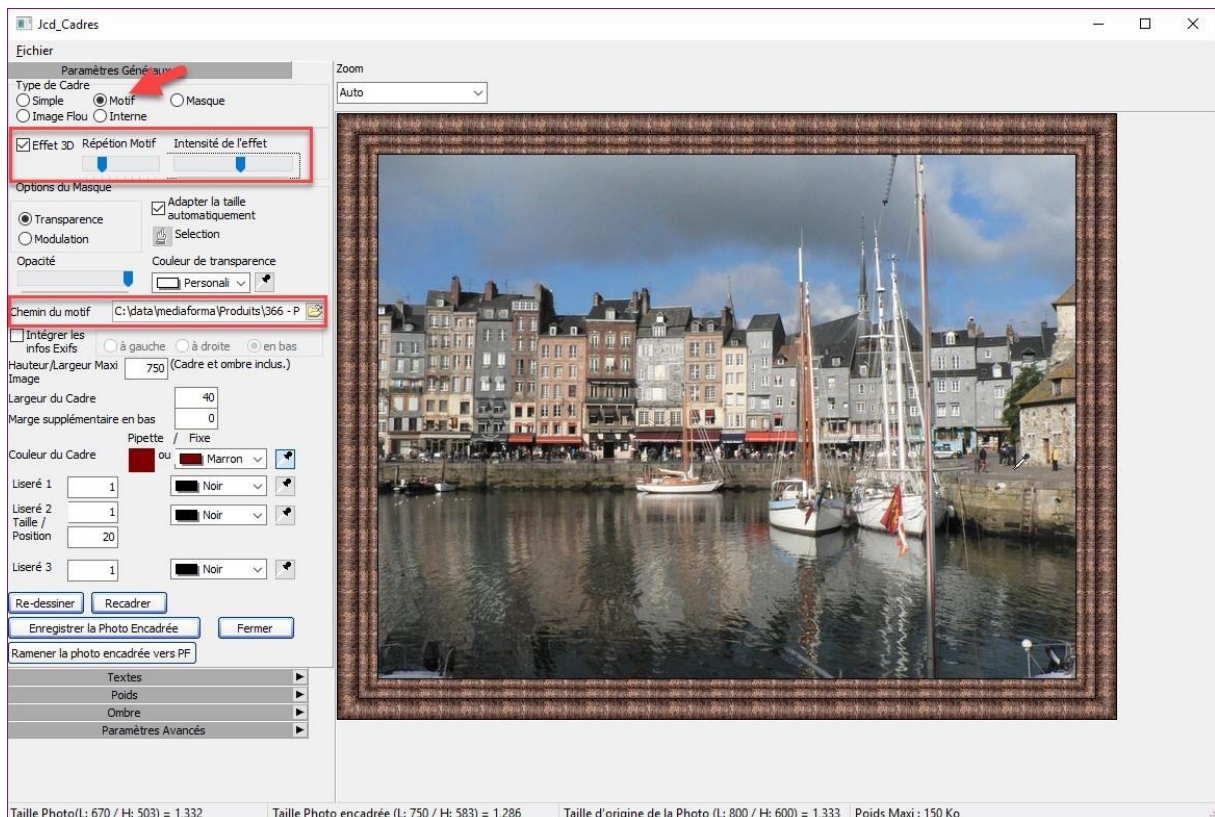 Jcd_Cadres
Fichier
Paramètres Généraux
Type de Cadre
Simple Motif Masque
Image Flou Interne
Effet 3D Répétion Motif Intensité de l'effet
Options du Masque
Transparence
Modulation
Adapter la taille
automatiquement
Selection
Opacité Couleur de transparence
Personali
Chemin du motif C:\data\mediaforma\Produits\366 - P
Intégrer les
infos Exifs à gauche à droite en bas
Hauteur/Largeur Maxi
Image 750 (Cadre et ombre inclus.)
Largeur du Cadre 40
Marge supplémentaire en bas 0
Pipette / Fixe
Couleur du Cadre ou Marron
Liseré 1 1 Noir
Liseré 2 1 Noir
Taille /
Position 20
Liseré 3 1 Noir
Re-dessiner Recadrer
Enregistrer la Photo Encadrée Fermer
Ramener la photo encadrée vers PF
Textes
Poids
Ombre
Paramètres Avancés
Zoom
Auto
Taille Photo(L: 670 / H: 503) = 1.332 Taille Photo encadrée (L: 750 / H: 583) = 1.286 Taille d'origine de la Photo (L: 800 / H: 600) = 1.333 Poids Maxi : 150 Ko